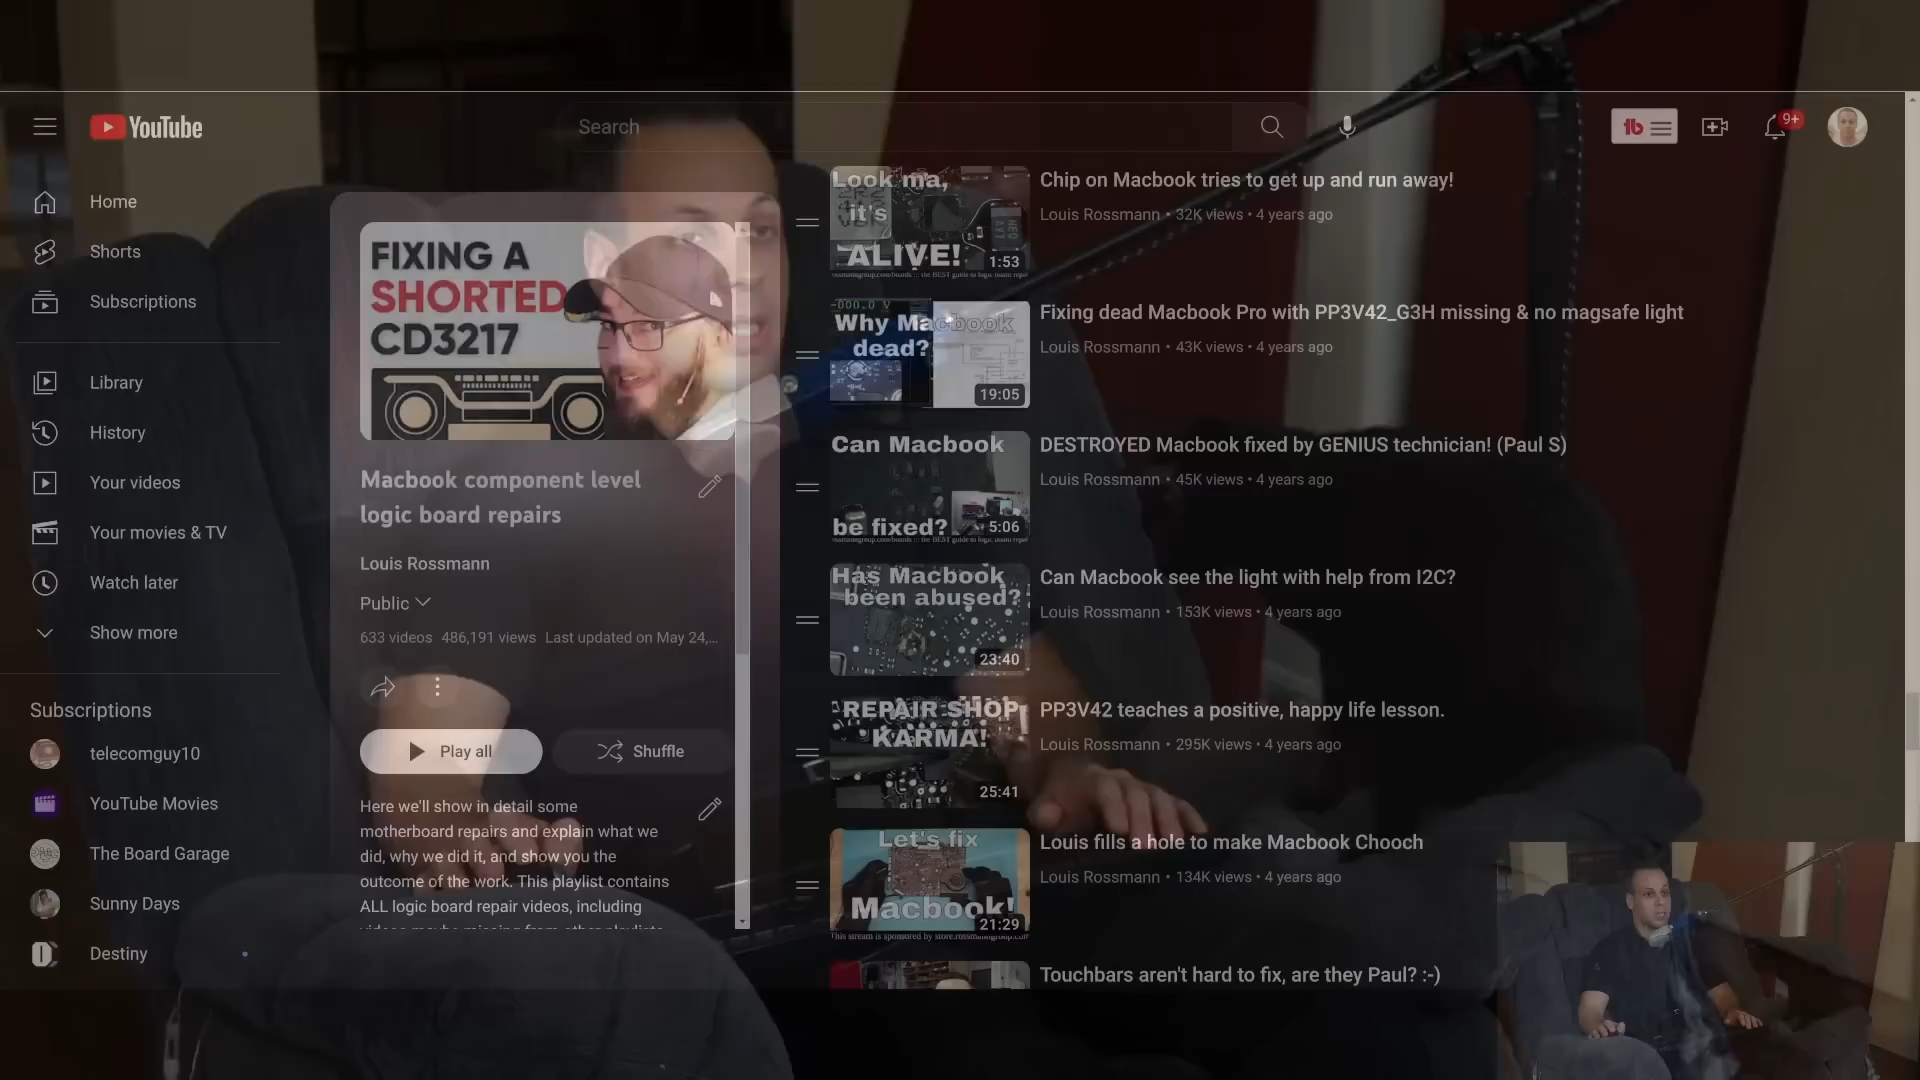 YouTube
Search
9+
Home
Shorts
Subscriptions
Library
History
Your videos
Your movies & TV
Watch later
Show more
Subscriptions
telecomguy10
YouTube Movies
The Board Garage
Sunny Days
Destiny
FIXING A
SHORTED
CD3217
Macbook component level
logic board repairs
Louis Rossmann
Public
633 videos 486,191 views Last updated on May 24,...
Play all
Shuffle
Here we'll show in detail some
motherboard repairs and explain what we
did, why we did it, and show you the
outcome of the work. This playlist contains
ALL logic board repair videos, including
Look ma,
it's
ALIVE!
1:53
Chip on Macbook tries to get up and run away!
Louis Rossmann • 32K views • 4 years ago
-000.0 V
Why Macbook
dead?
19:05
Fixing dead Macbook Pro with PP3V42_G3H missing & no magsafe light
Louis Rossmann • 43K views • 4 years ago
Can Macbook
be fixed?
5:06
DESTROYED Macbook fixed by GENIUS technician! (Paul S)
Louis Rossmann • 45K views • 4 years ago
Has Macbook
been abused?
23:40
Can Macbook see the light with help from I2C?
Louis Rossmann • 153K views • 4 years ago
REPAIR SHOP
KARMA!
25:41
PP3V42 teaches a positive, happy life lesson.
Louis Rossmann • 295K views • 4 years ago
Let's fix
Macbook!
21:29
This stream is sponsored by store.rossmanngroup.com
Louis fills a hole to make Macbook Chooch
Louis Rossmann • 134K views • 4 years ago
Touchbars aren't hard to fix, are they Paul? :-)